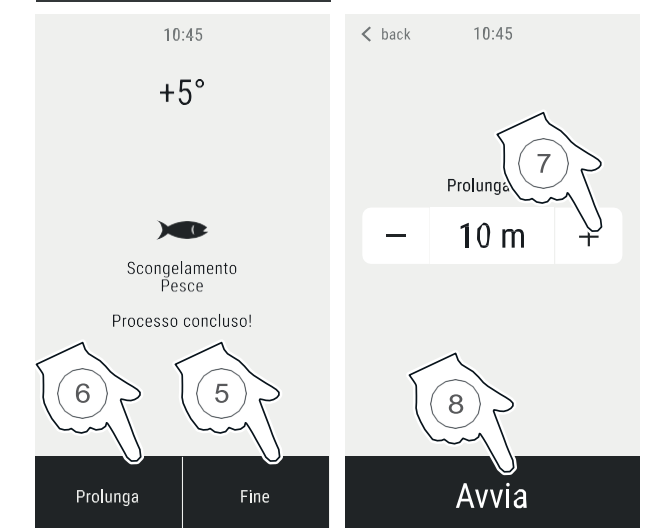 10:45
+5°
Scongelamento
Pesce
Processo concluso!
6
5
Prolunga
Fine
back
10:45
7
Prolunga
− 10 m +
8
Avvia